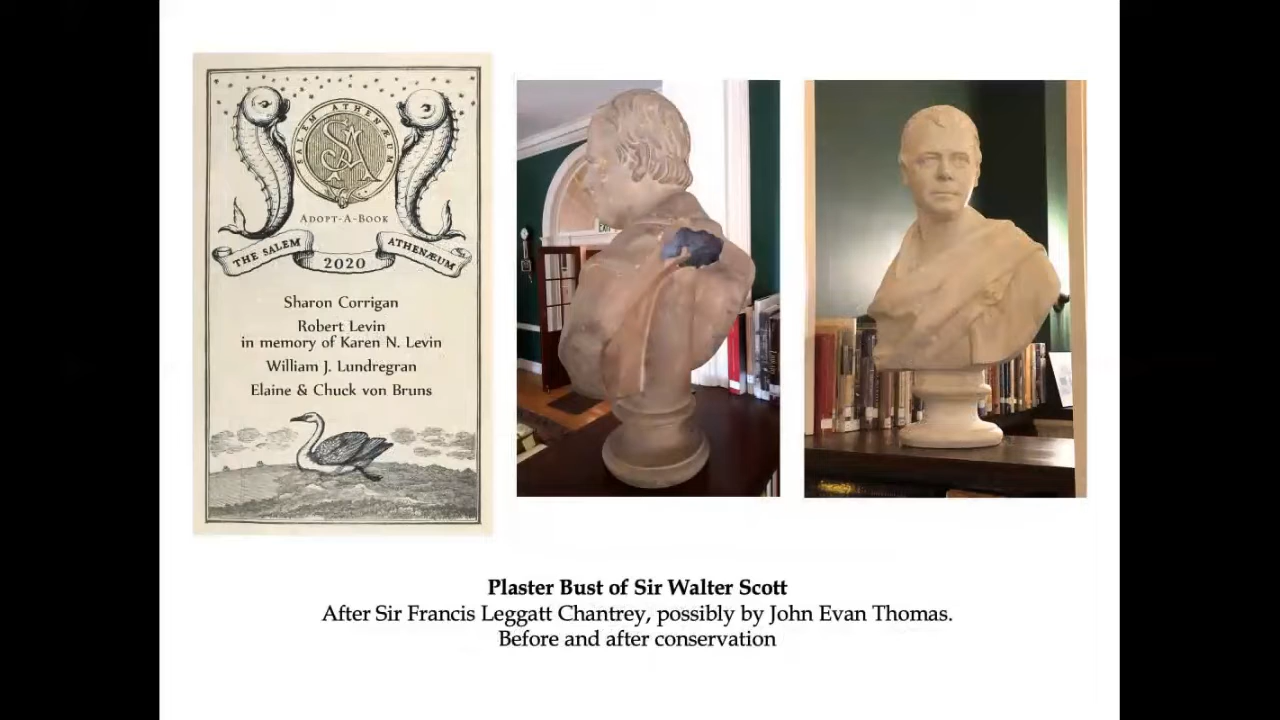 SALEM ATHENÆUM
SA
ADOPT-A-BOOK
THE SALEM ATHENÆUM
2020
Sharon Corrigan
Robert Levin
in memory of Karen N. Levin
William J. Lundregran
Elaine & Chuck von Bruns
EXIT
Plaster Bust of Sir Walter Scott
After Sir Francis Leggatt Chantrey, possibly by John Evan Thomas.
Before and after conservation